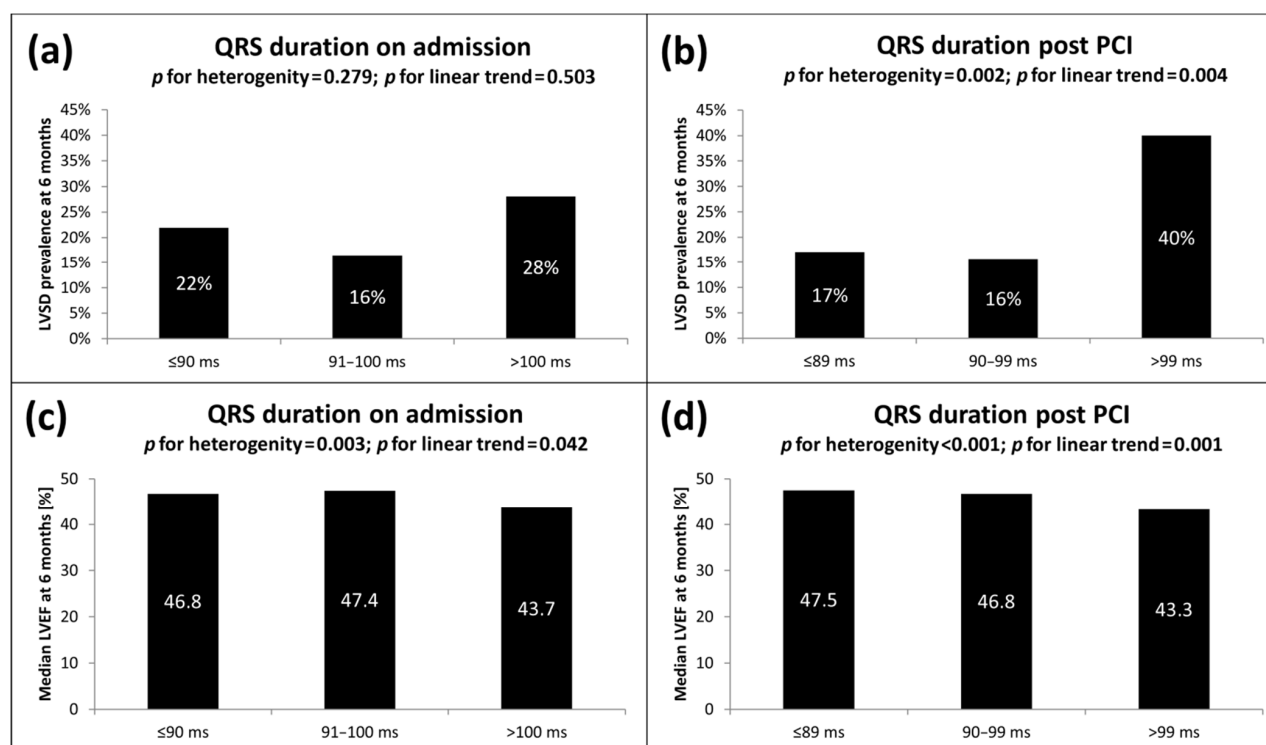 (a)
QRS duration on admission
p for heterogenity=0.279; p for linear trend=0.503
LVSD prevalence at 6 months
45%
40%
35%
30%
25%
20%
15%
10%
5%
0%
22%
16%
28%
≤90 ms
91–100 ms
>100 ms
(b)
QRS duration post PCI
p for heterogenity=0.002; p for linear trend=0.004
LVSD prevalence at 6 months
45%
40%
35%
30%
25%
20%
15%
10%
5%
0%
17%
16%
40%
≤89 ms
90–99 ms
>99 ms
(c)
QRS duration on admission
p for heterogenity=0.003; p for linear trend=0.042
Median LVEF at 6 months [%]
50
40
30
20
10
0
46.8
47.4
43.7
≤90 ms
91–100 ms
>100 ms
(d)
QRS duration post PCI
p for heterogenity<0.001; p for linear trend=0.001
Median LVEF at 6 months [%]
50
40
30
20
10
0
47.5
46.8
43.3
≤89 ms
90–99 ms
>99 ms